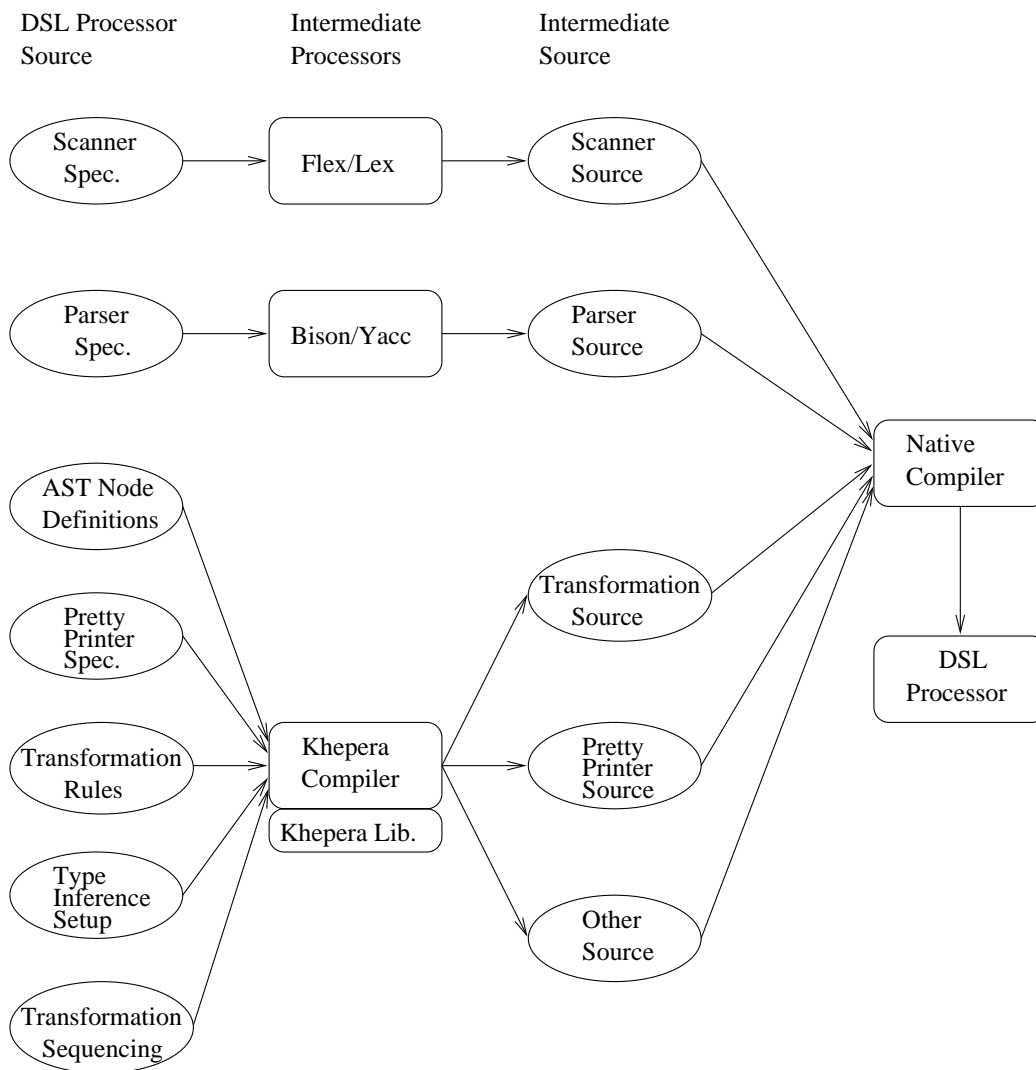 DSL Processor
Source
Intermediate
Processors
Intermediate
Source
Scanner
Spec.
Flex/Lex
Scanner
Source
Parser
Spec.
Bison/Yacc
Parser
Source
Native
Compiler
AST Node
Definitions
Transformation
Source
Pretty
Printer
Spec.
DSL
Processor
Transformation
Rules
Khepera
Compiler
Khepera Lib.
Pretty
Printer
Source
Type
Inference
Setup
Other
Source
Transformation
Sequencing